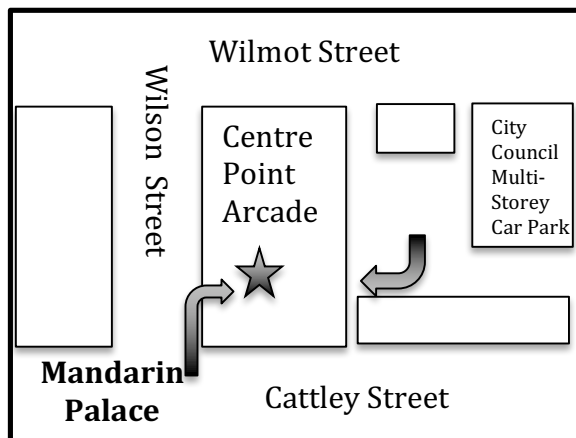 Wilmot Street
Wilson Street
Centre
Point
Arcade
City
Council
Multi-
Storey
Car Park
Mandarin
Palace
Cattley Street